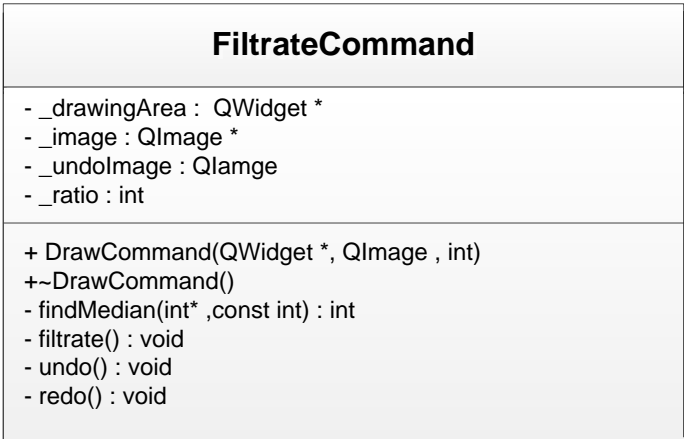 FiltrateCommand
- _drawingArea : QWidget *
- _image : QImage *
- _undoImage : QIamge
- _ratio : int
+ DrawCommand(QWidget *, QImage , int)
+~DrawCommand()
- findMedian(int* ,const int) : int
- filtrate() : void
- undo() : void
- redo() : void